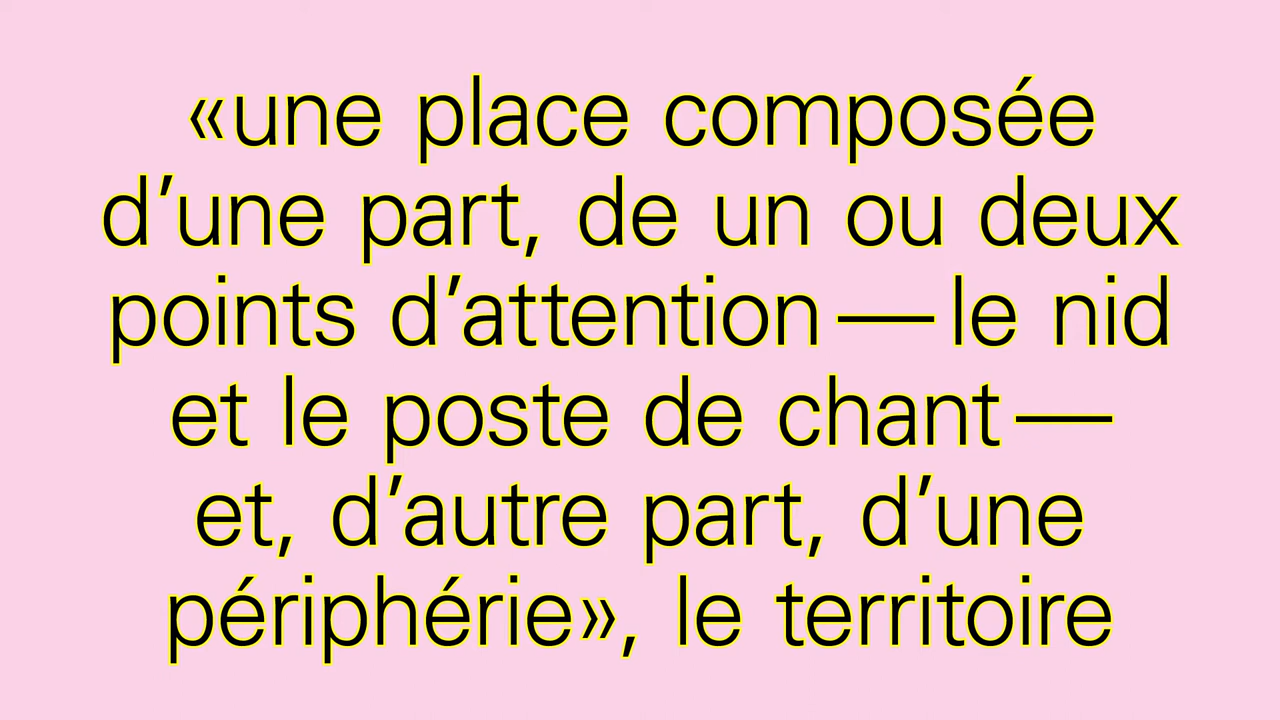 «une place composée
d’une part, de un ou deux
points d’attention — le nid
et le poste de chant —
et, d’autre part, d’une
périphérie», le territoire